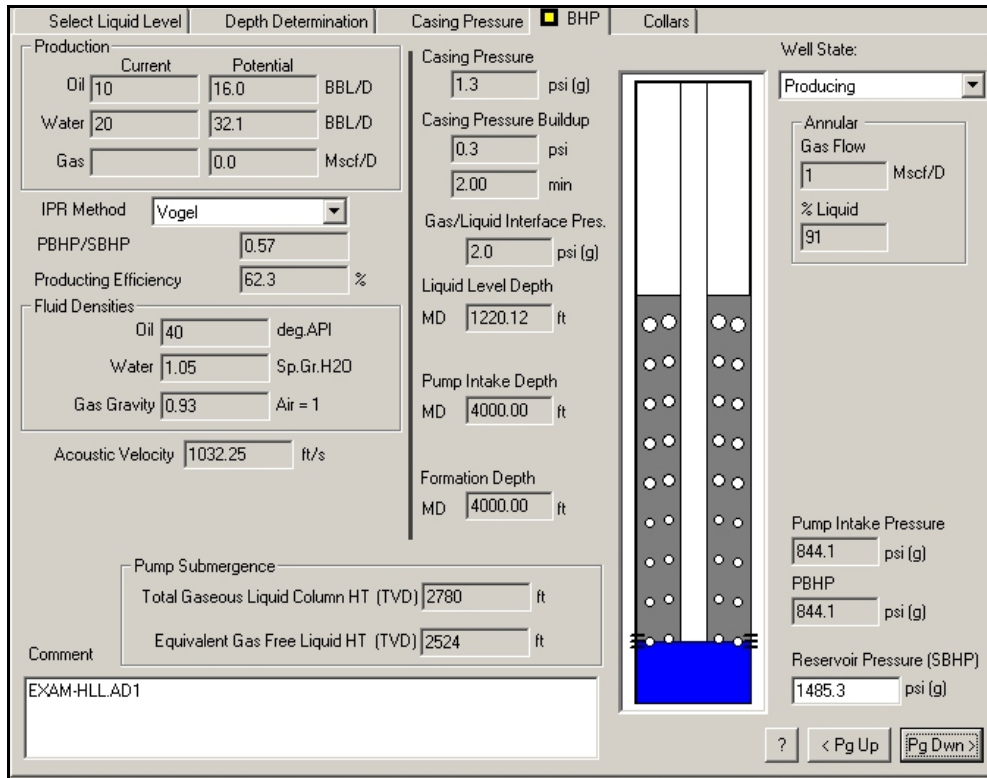 Select Liquid Level Depth Determination Casing Pressure BHP Collars
Production
Current Potential
Oil 10 16.0 BBL/D
Water 20 32.1 BBL/D
Gas 0.0 Mscf/D
IPR Method Vogel
PBHP/SBHP 0.57
Producting Efficiency 62.3 %
Fluid Densities
Oil 40 deg.API
Water 1.05 Sp.Gr.H2O
Gas Gravity 0.93 Air = 1
Acoustic Velocity 1032.25 ft/s
Casing Pressure
1.3 psi (g)
Casing Pressure Buildup
0.3 psi
2.00 min
Gas/Liquid Interface Pres.
2.0 psi (g)
Liquid Level Depth
MD 1220.12 ft
Pump Intake Depth
MD 4000.00 ft
Formation Depth
MD 4000.00 ft
Well State:
Producing
Annular
Gas Flow
1 Mscf/D
% Liquid
91
Pump Intake Pressure
844.1 psi (g)
PBHP
844.1 psi (g)
Reservoir Pressure (SBHP)
1485.3 psi (g)
Pump Submergence
Total Gaseous Liquid Column HT (TVD) 2780 ft
Equivalent Gas Free Liquid HT (TVD) 2524 ft
Comment
EXAM-HLL.AD1
? < Pg Up Pg Dwn >